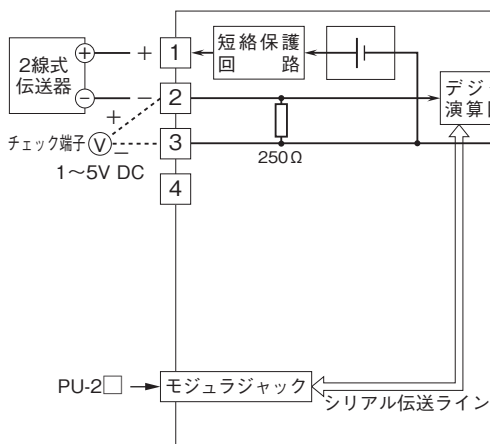 2線式
伝送器
+
−
+
−
1
短絡保護
回路
2
デジ
演算
+
チェック端子
V
−
3
250Ω
1〜5V DC
4
PU-2□
モジュラジャック
シリアル伝送ライン